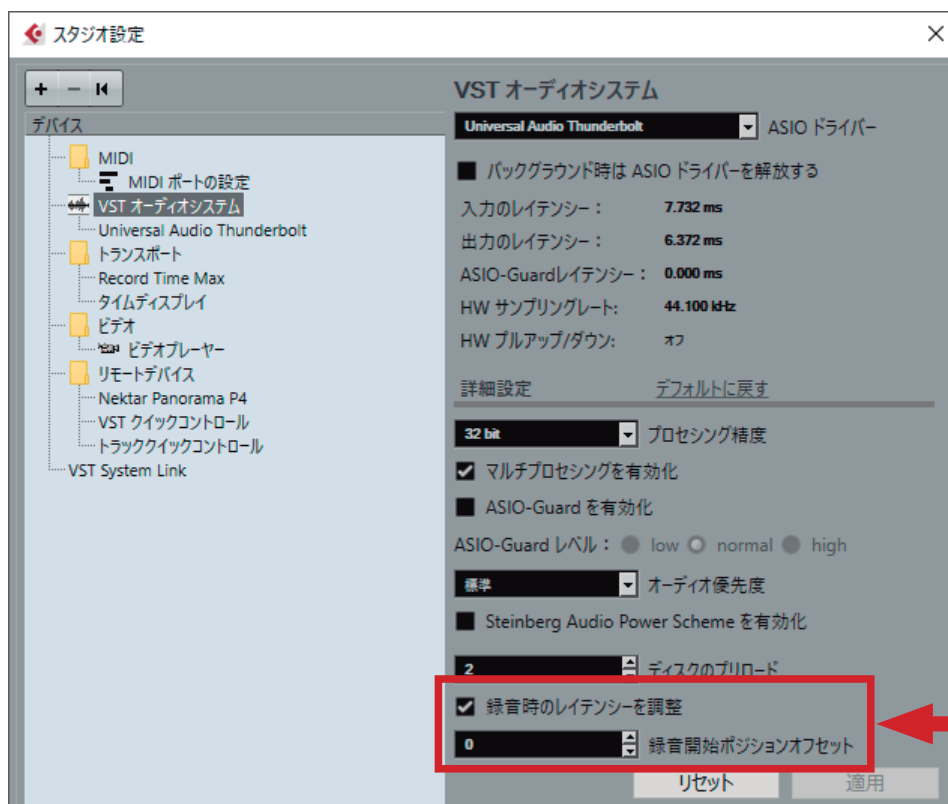 スタジオ設定
デバイス
MIDI
MIDI ポートの設定
VST オーディオシステム
Universal Audio Thunderbolt
トランスポート
Record Time Max
タイムディスプレイ
ビデオ
ビデオプレーヤー
リモートデバイス
Nektar Panorama P4
VST クイックコントロール
トラッククイックコントロール
VST System Link
VST オーディオシステム
Universal Audio Thunderbolt ASIO ドライバー
バックグラウンド時は ASIO ドライバーを解放する
入力のレイテンシー： 7.732 ms
出力のレイテンシー： 6.372 ms
ASIO-Guardレイテンシー： 0.000 ms
HW サンプリングレート: 44.100 kHz
HW プルアップ/ダウン: オフ
詳細設定 デフォルトに戻す
32 bit プロセシング精度
マルチプロセシングを有効化
ASIO-Guard を有効化
ASIO-Guard レベル： low normal high
標準 オーディオ優先度
Steinberg Audio Power Scheme を有効化
2 ディスクのプリロード
録音時のレイテンシーを調整
0 録音開始ポジションオフセット
リセット 適用